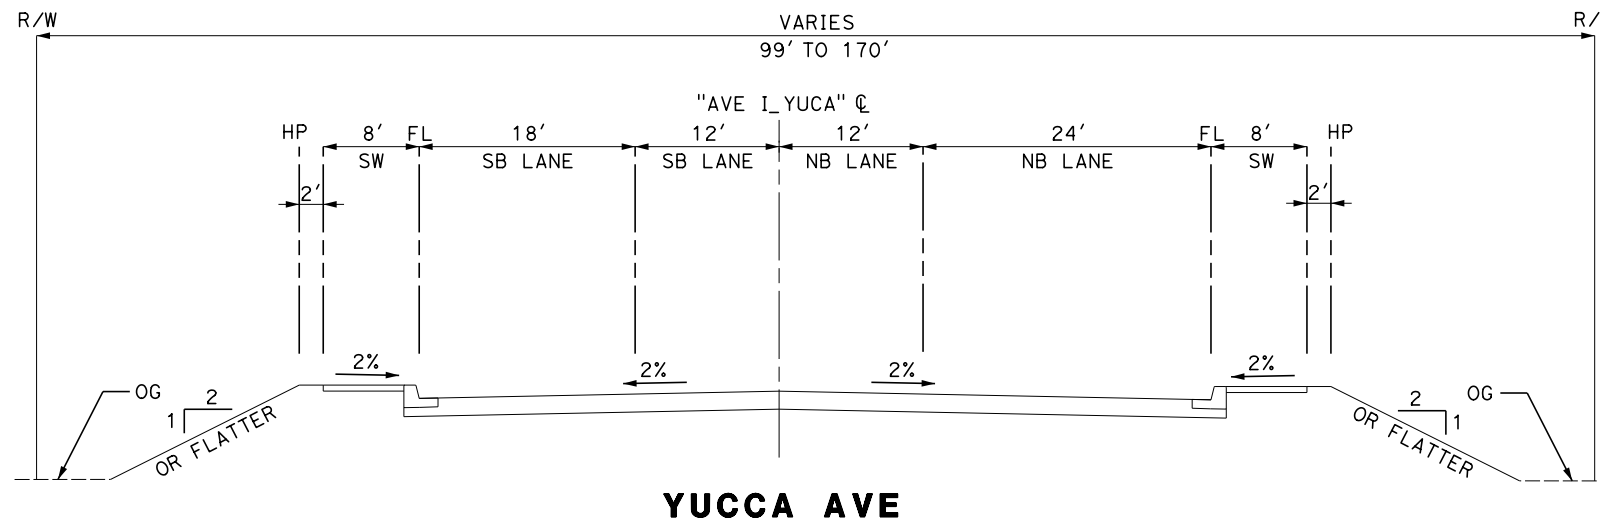 R/W
VARIES
R/
99' TO 170'
"AVE I_YUCA" ℄
HP
8'
FL
18'
12'
12'
24'
FL
8'
HP
SW
SB LANE
SB LANE
NB LANE
NB LANE
SW
2'
2'
2%
2%
2%
2%
OG
2
1
OR FLATTER
2
1
OR FLATTER
OG
YUCCA AVE